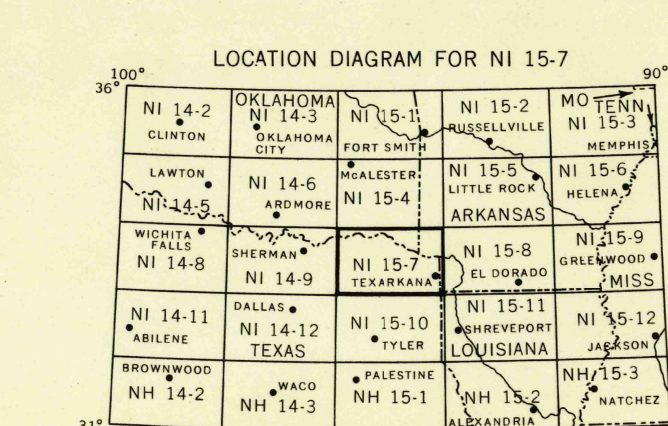 LOCATION DIAGRAM FOR NI 15-7
100°
90°
36°
NI 14-2
CLINTON
OKLAHOMA
NI 14-3
OKLAHOMA
CITY
NI 15-1
FORT SMITH
NI 15-2
RUSSELLVILLE
MO
TENN
NI 15-3
MEMPHIS
LAWTON
NI 14-5
NI 14-6
ARDMORE
McALESTER
NI 15-4
NI 15-5
LITTLE ROCK
ARKANSAS
NI 15-6
HELENA
WICHITA
FALLS
NI 14-8
SHERMAN
NI 14-9
NI 15-7
TEXARKANA
NI 15-8
EL DORADO
NI 15-9
GREENWOOD
MISS
NI 14-11
ABILENE
DALLAS
NI 14-12
TEXAS
NI 15-10
TYLER
NI 15-11
SHREVEPORT
LOUISIANA
NI 15-12
JACKSON
BROWNWOOD
NH 14-2
WACO
NH 14-3
PALESTINE
NH 15-1
NH 15-2
ALEXANDRIA
NH 15-3
NATCHEZ
31°